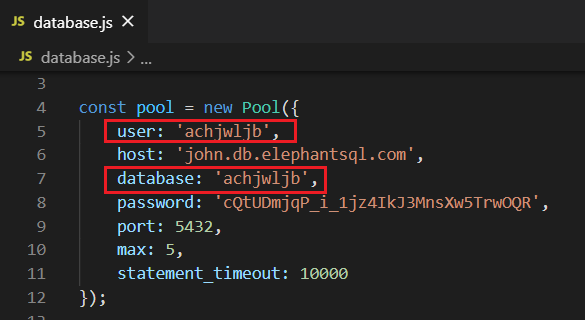 JS database.js ×
JS database.js > ...
3
4 const pool = new Pool({
5 user: 'achjwljb',
6 host: 'john.db.elephantsql.com',
7 database: 'achjwljb',
8 password: 'cQtUDmjqP_i_1jz4IkJ3MnsXw5TrwOQR',
9 port: 5432,
10 max: 5,
11 statement_timeout: 10000
12 });